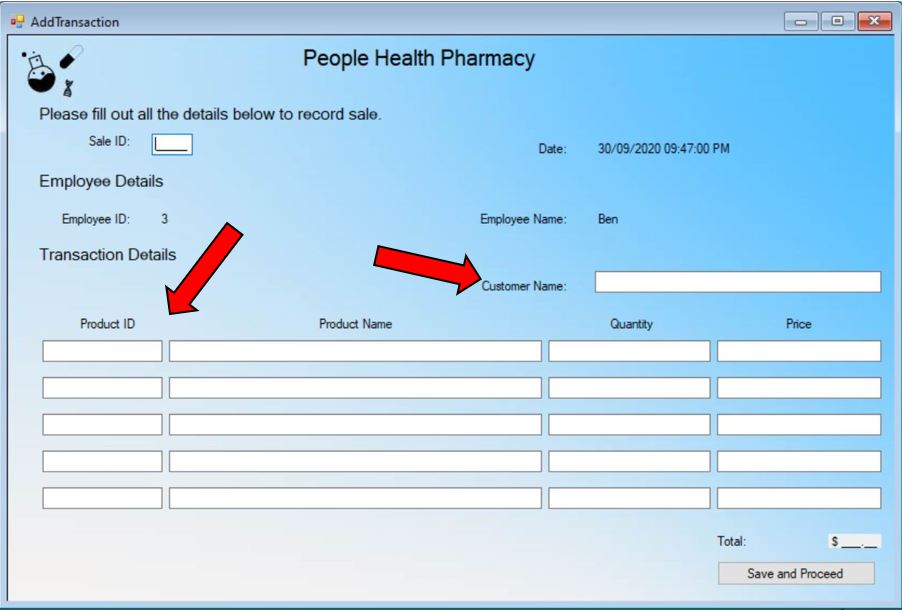 AddTransaction
People Health Pharmacy
Please fill out all the details below to record sale.
Sale ID: ____ Date: 30/09/2020 09:47:00 PM
Employee Details
Employee ID: 3 Employee Name: Ben
Transaction Details
Customer Name:
Product ID Product Name Quantity Price
Total: $ ___.__
Save and Proceed